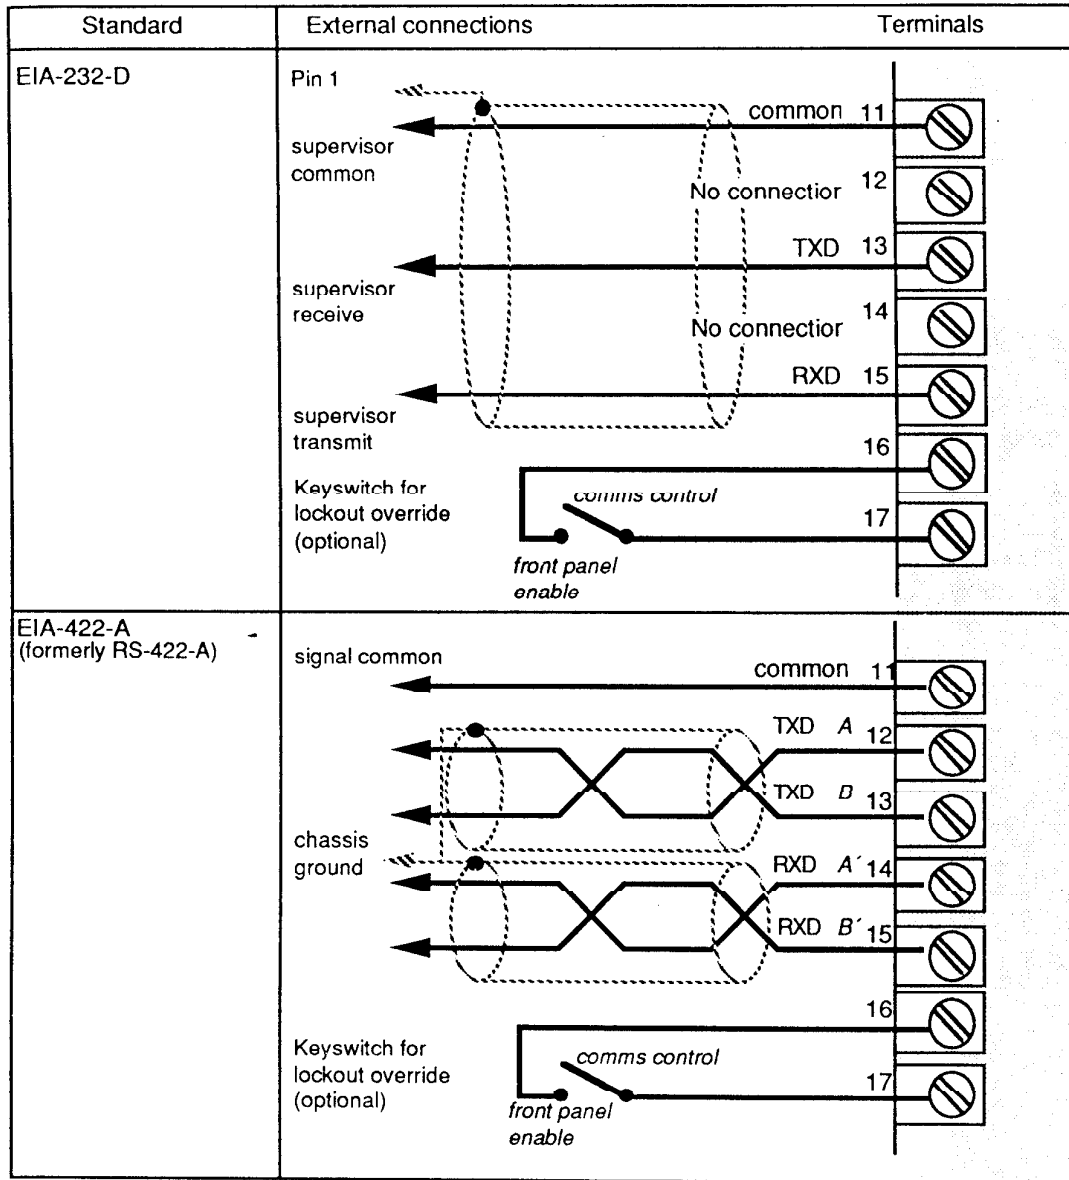 Standard
External connections
Terminals
EIA-232-D
Pin 1
common 11
supervisor
common
No connectior 12
TXD 13
supervisor
receive
No connectior 14
RXD 15
supervisor
transmit
16
Keyswitch for
lockout override
(optional)
comms control
17
front panel
enable
EIA-422-A
(formerly RS-422-A)
signal common
common 11
TXD A 12
TXD B 13
chassis
ground
RXD A´ 14
RXD B´ 15
16
Keyswitch for
lockout override
(optional)
comms control
17
front panel
enable